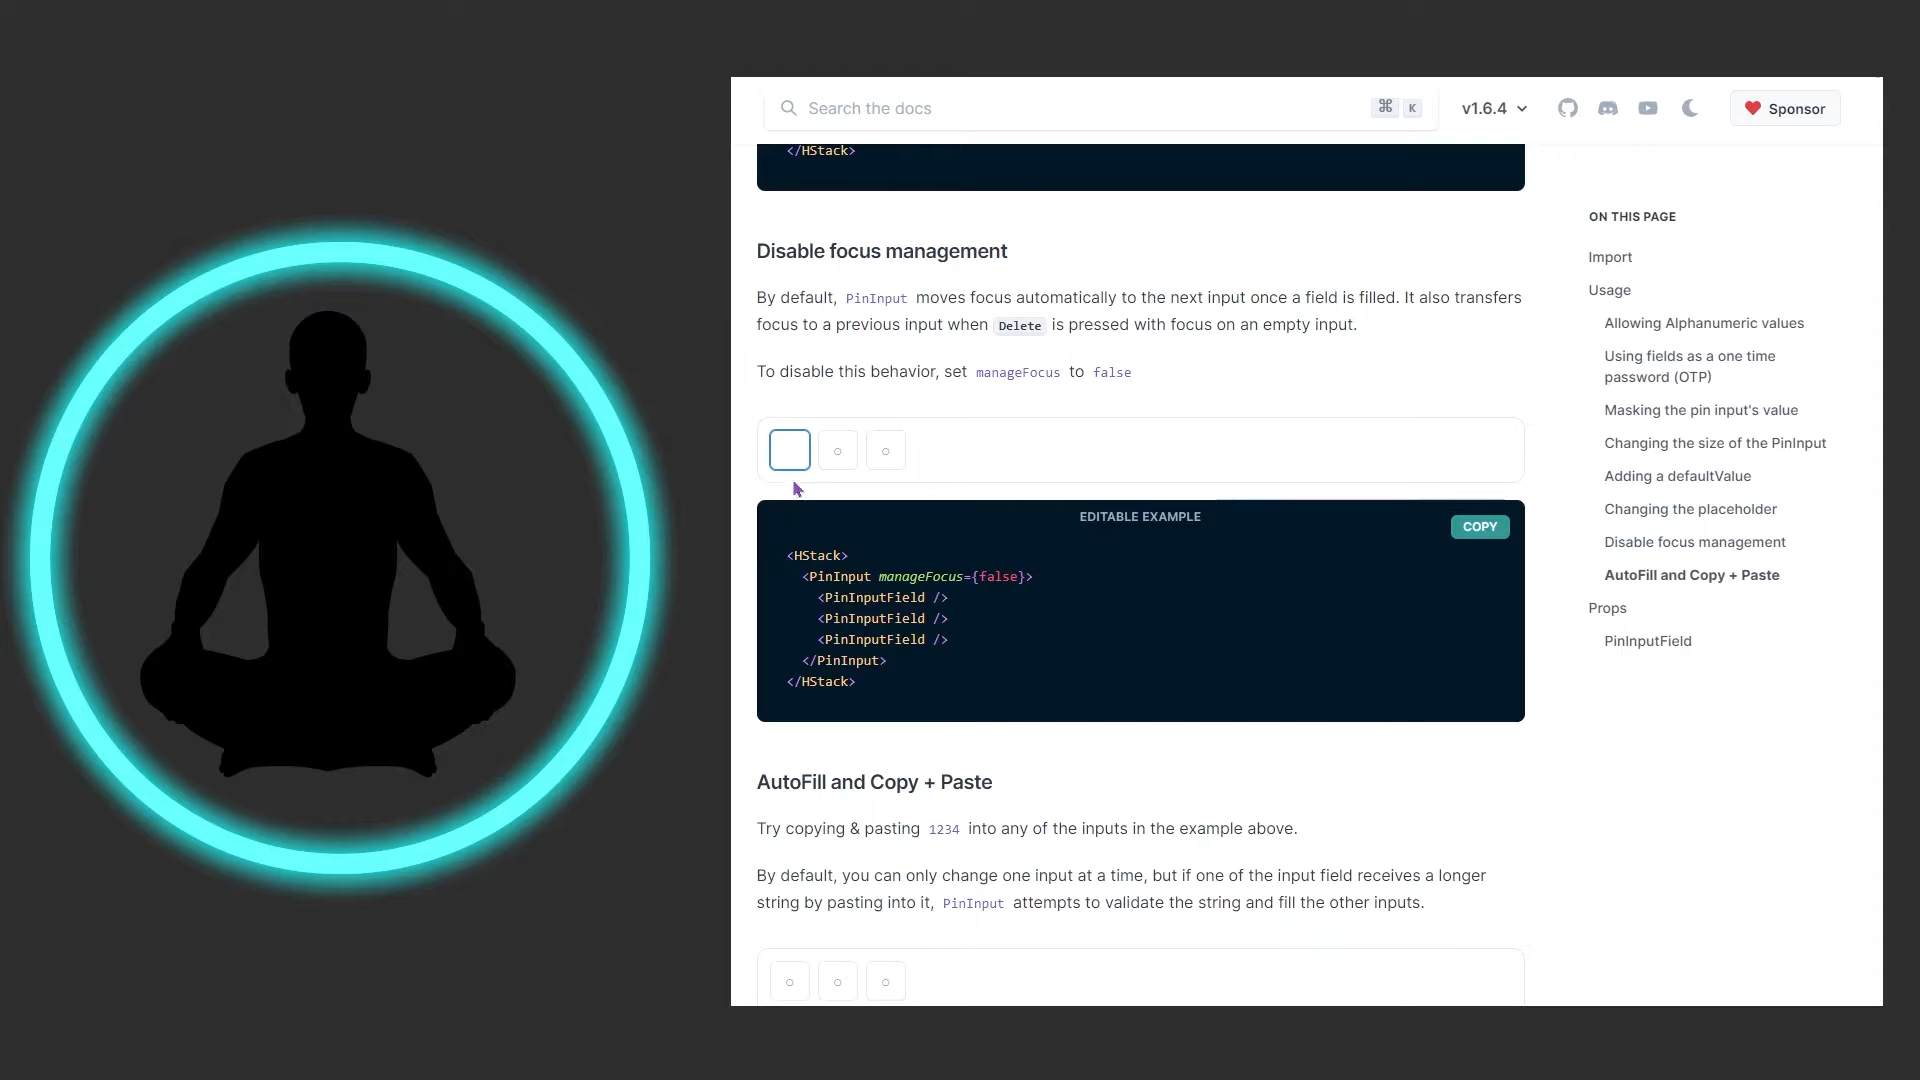 Search the docs ⌘ K v1.6.4 Sponsor
</HStack>
Disable focus management
By default, PinInput moves focus automatically to the next input once a field is filled. It also transfers
focus to a previous input when Delete is pressed with focus on an empty input.
To disable this behavior, set manageFocus to false
EDITABLE EXAMPLE
COPY
<HStack>
<PinInput manageFocus={false}>
<PinInputField />
<PinInputField />
<PinInputField />
</PinInput>
</HStack>
AutoFill and Copy + Paste
Try copying & pasting 1234 into any of the inputs in the example above.
By default, you can only change one input at a time, but if one of the input field receives a longer
string by pasting into it, PinInput attempts to validate the string and fill the other inputs.
ON THIS PAGE
Import
Usage
Allowing Alphanumeric values
Using fields as a one time
password (OTP)
Masking the pin input's value
Changing the size of the PinInput
Adding a defaultValue
Changing the placeholder
Disable focus management
AutoFill and Copy + Paste
Props
PinInputField